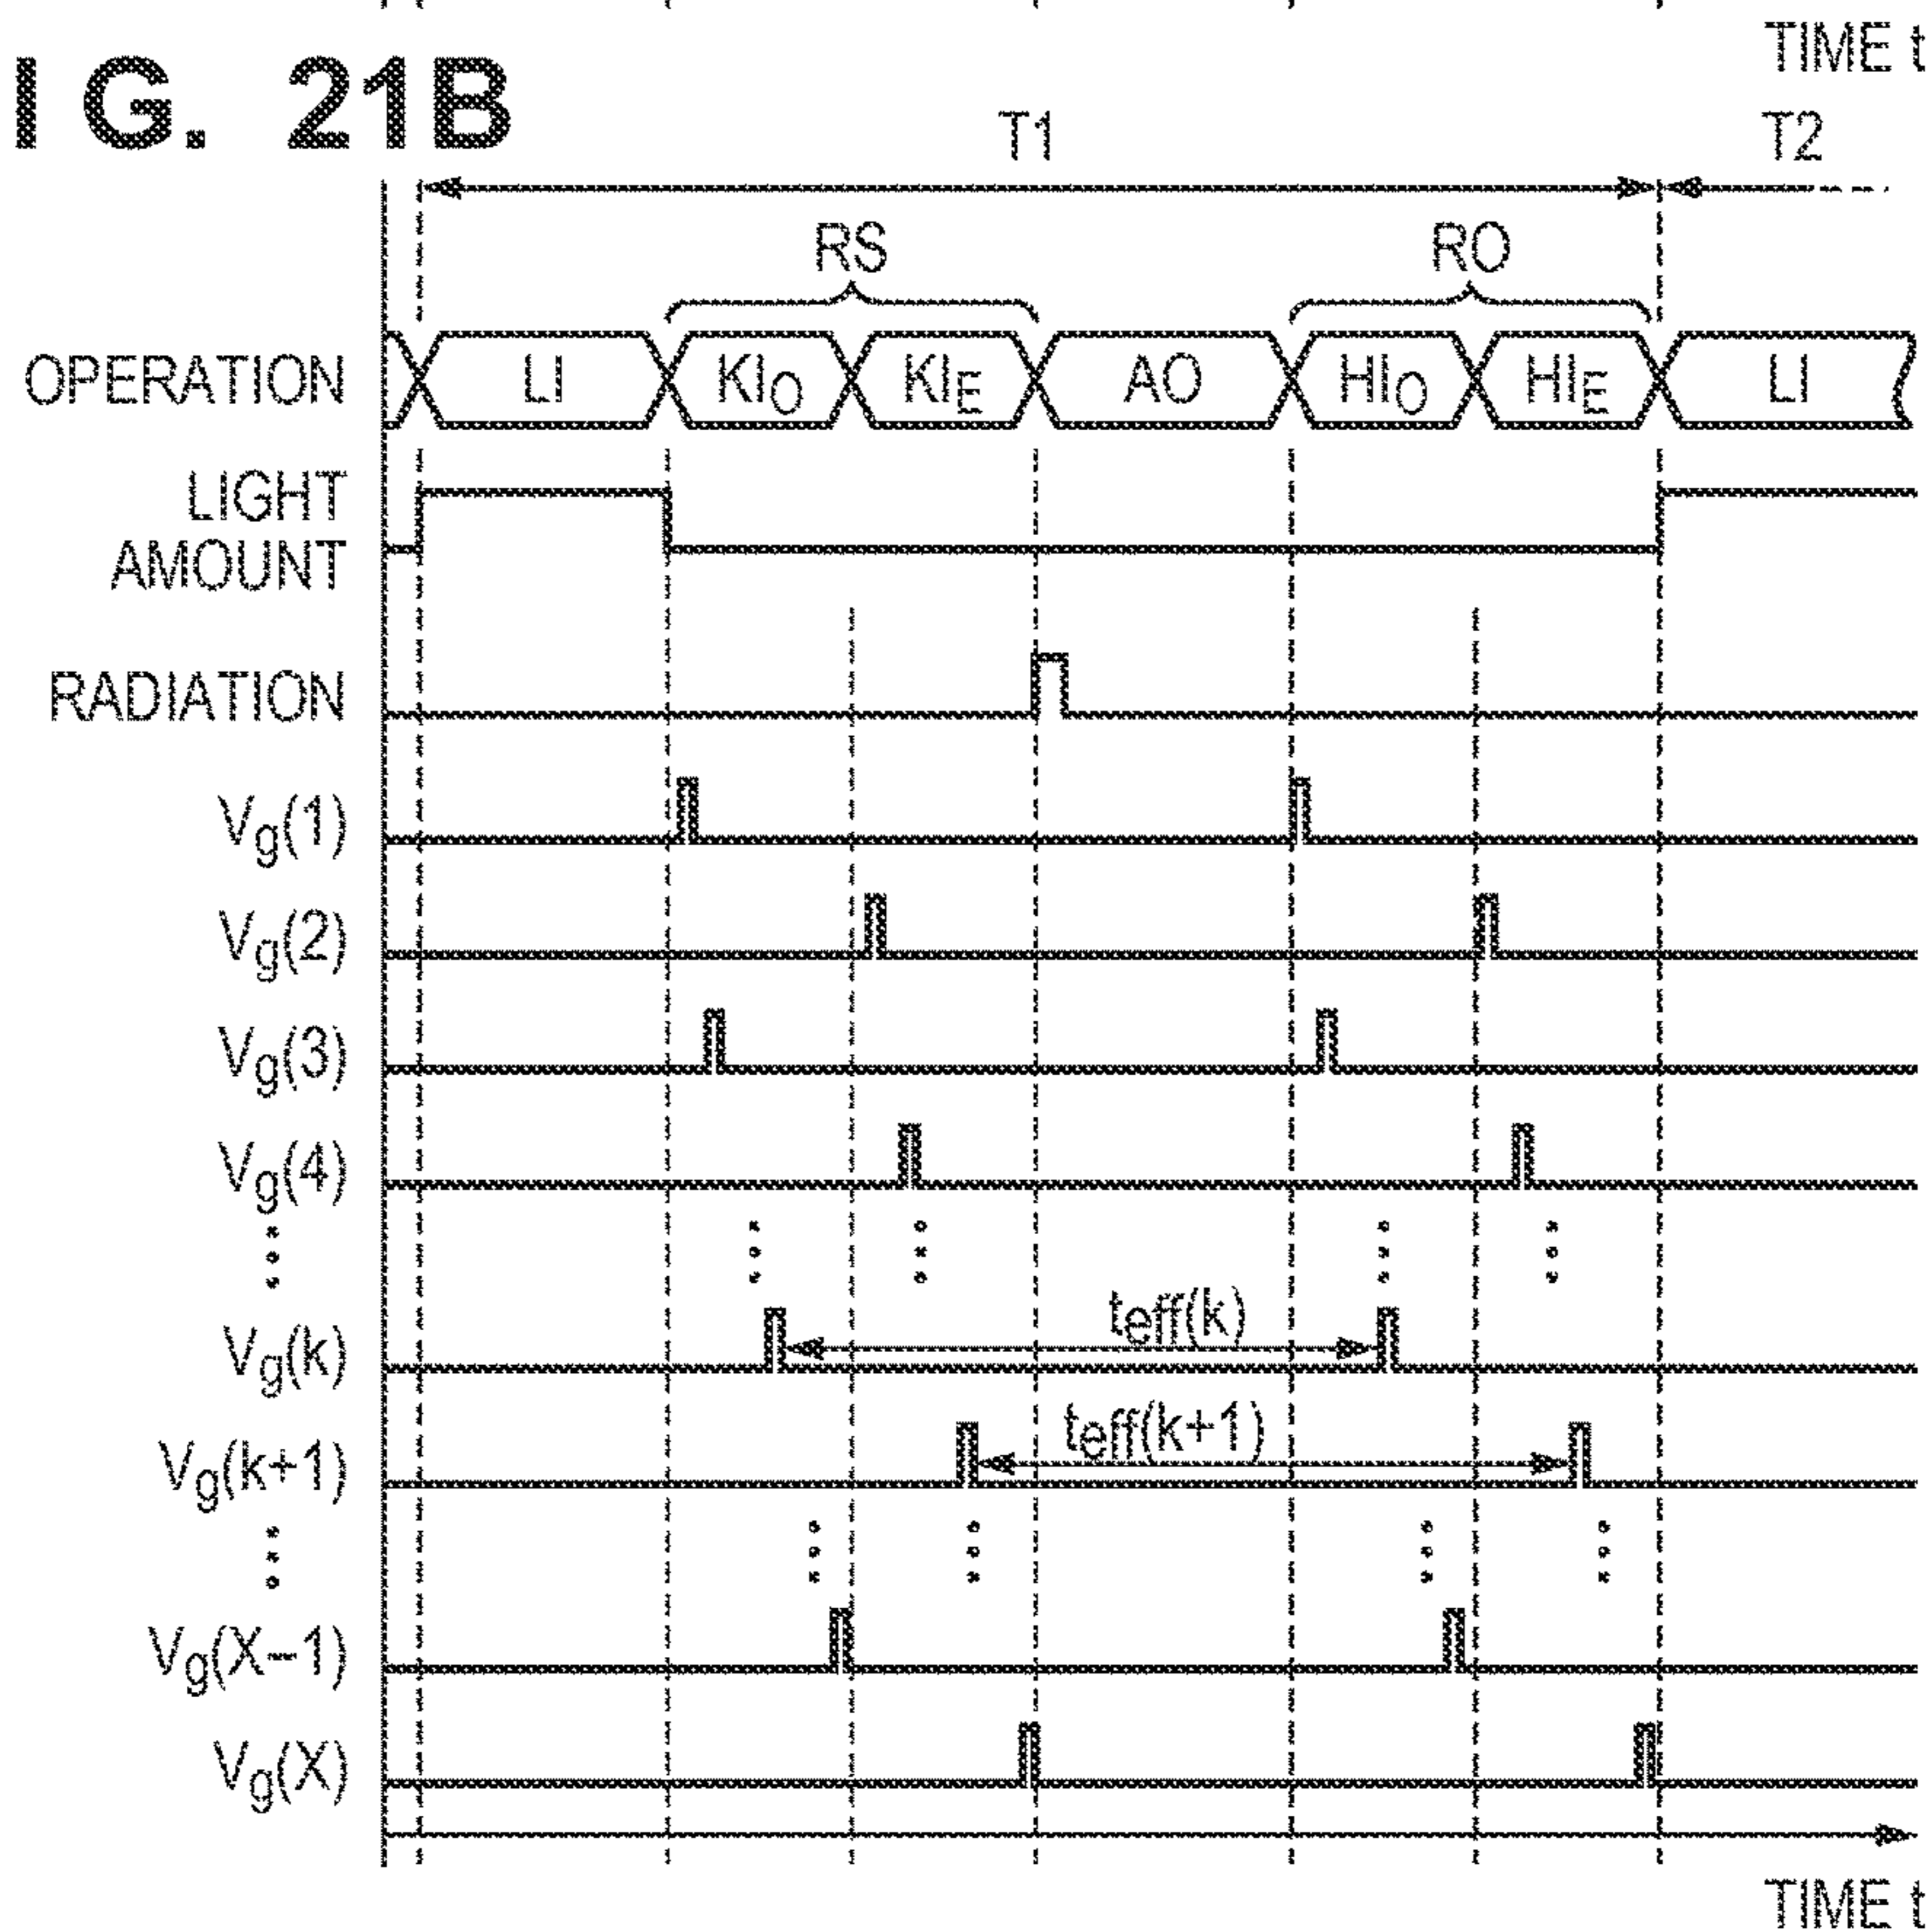 TIME t
I G. 21B
T1 T2
RS RO
OPERATION LI KIO KIE AO HIO HIE LI
LIGHT
AMOUNT
RADIATION
Vg(1)
Vg(2)
Vg(3)
Vg(4)
teff(k)
Vg(k)
teff(k+1)
Vg(k+1)
Vg(X−1)
Vg(X)
TIME t